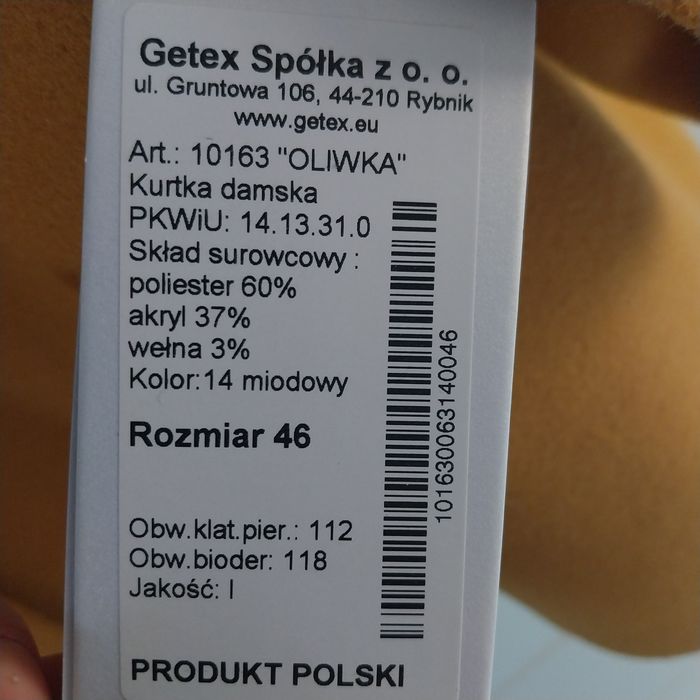 Getex Spółka z o. o.
ul. Gruntowa 106, 44-210 Rybnik
www.getex.eu
Art.: 10163 "OLIWKA"
Kurtka damska
PKWiU: 14.13.31.0
Skład surowcowy :
poliester 60%
akryl 37%
wełna 3%
Kolor:14 miodowy
Rozmiar 46
Obw.klat.pier.: 112
Obw.bioder: 118
Jakość: I
PRODUKT POLSKI
101630063140046